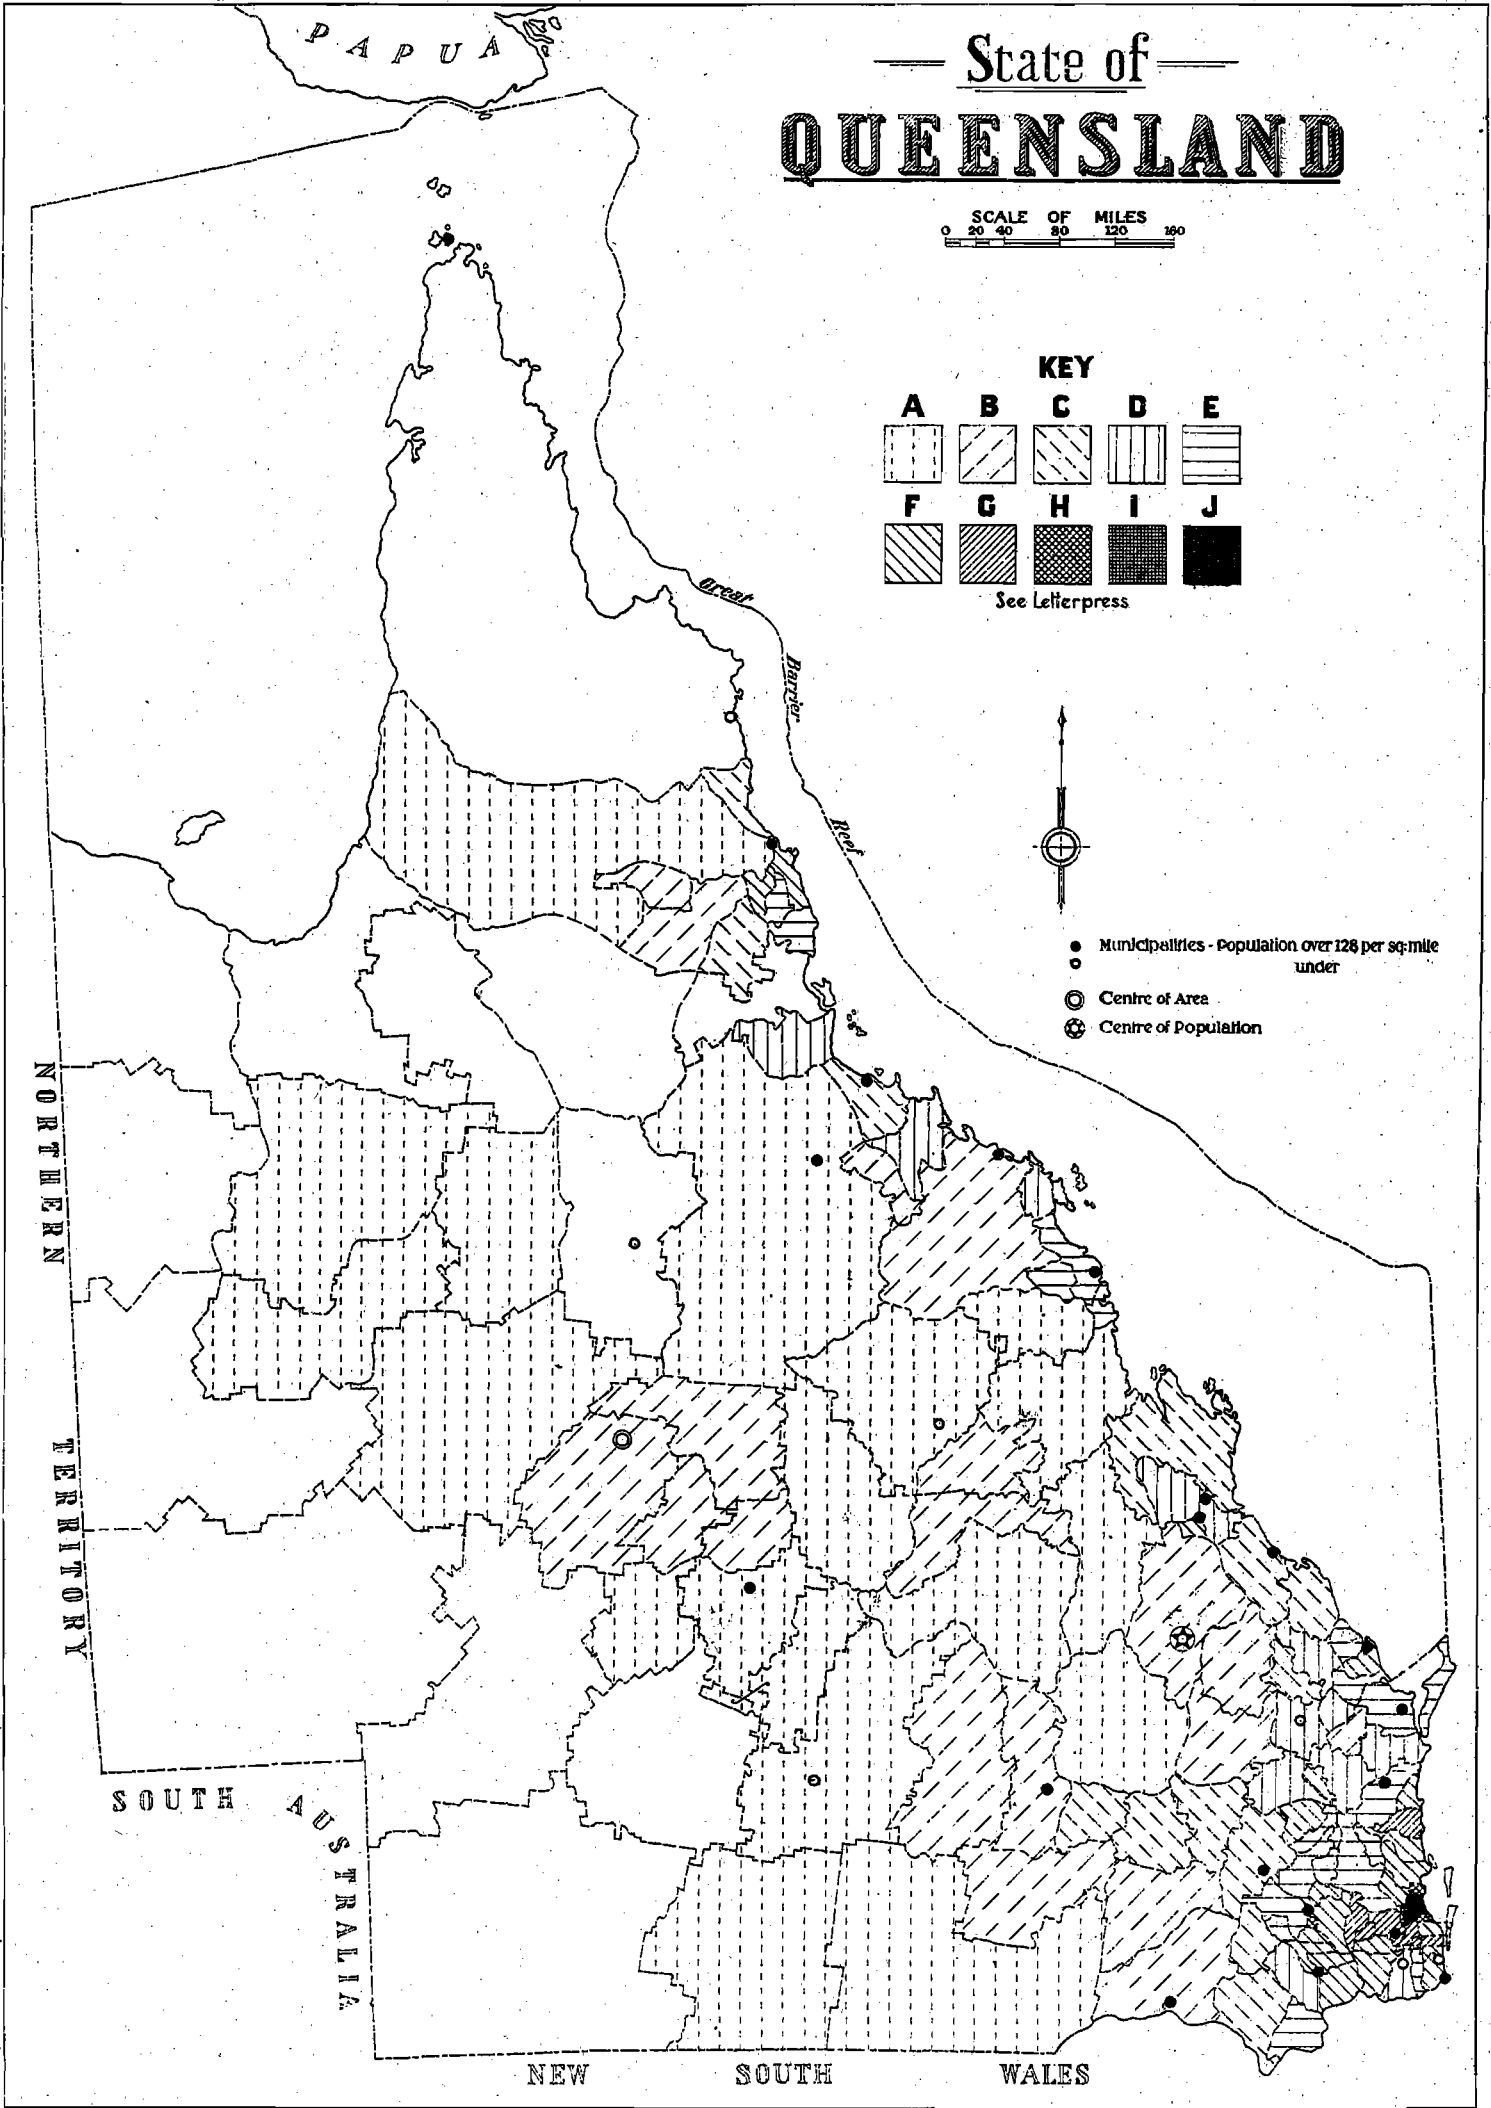 PAPUA
State of
QUEENSLAND
SCALE OF MILES
0 20 40 80 120 160
KEY
A B C D E
F G H I J
See Letterpress
Great
Barrier
Reef
Municipalities - Population over 128 per sq: mile
under
Centre of Area
Centre of Population
NORTHERN
TERRITORY
SOUTH AUSTRALIA
NEW SOUTH WALES